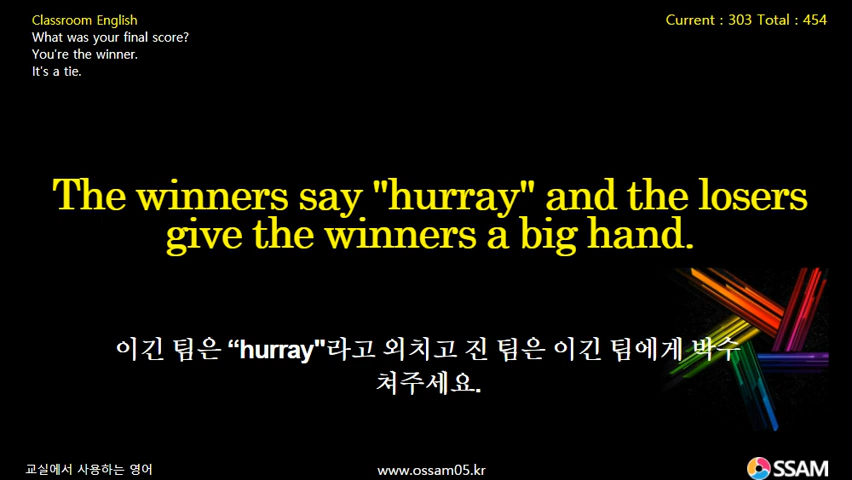 Classroom English
Current : 303 Total : 454
What was your final score?
You're the winner.
It's a tie.
The winners say "hurray" and the losers
give the winners a big hand.
이긴 팀은 “hurray"라고 외치고 진 팀은 이긴 팀에게 박수
쳐주세요.
교실에서 사용하는 영어
www.ossam05.kr
SSAM